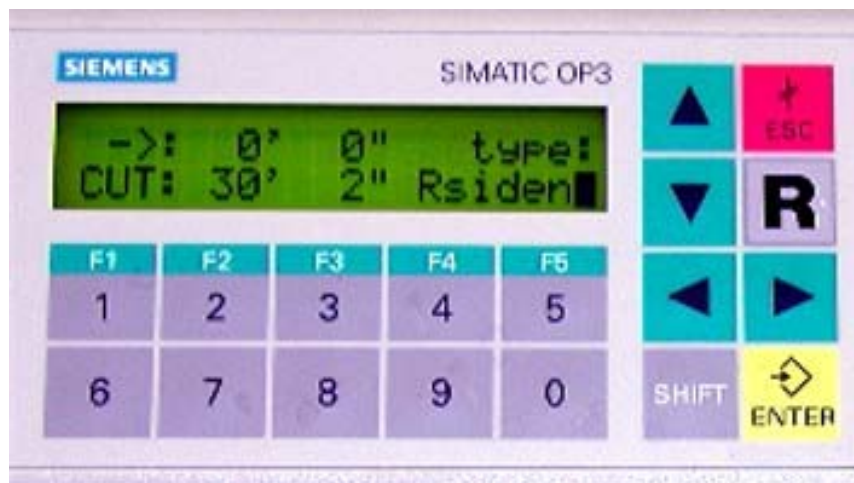 SIEMENS SIMATIC OP3
->: 0' 0" type:
CUT: 30' 2" Rsiden
F1 F2 F3 F4 F5
1 2 3 4 5
6 7 8 9 0
ESC
R
SHIFT ENTER